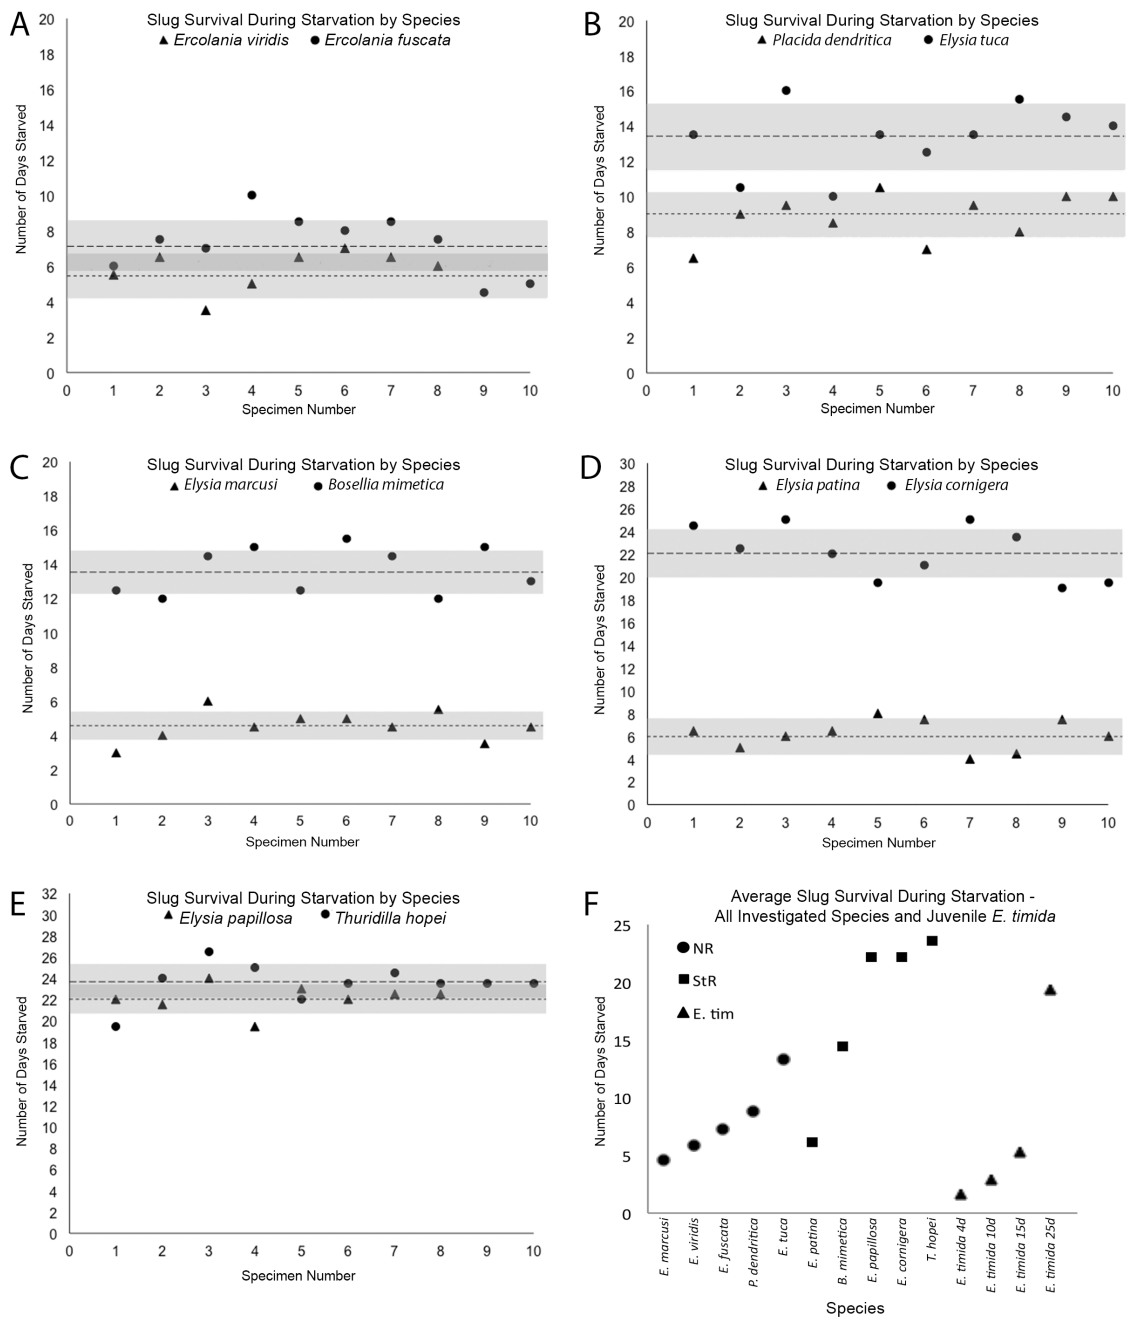 A
Slug Survival During Starvation by Species
▲ Ercolania viridis ● Ercolania fuscata
Number of Days Starved
20
18
16
14
12
10
8
6
4
2
0
0 1 2 3 4 5 6 7 8 9 10
Specimen Number
B
Slug Survival During Starvation by Species
▲ Placida dendritica ● Elysia tuca
Number of Days Starved
20
18
16
14
12
10
8
6
4
2
0
0 1 2 3 4 5 6 7 8 9 10
Specimen Number
C
Slug Survival During Starvation by Species
▲ Elysia marcusi ● Bosellia mimetica
Number of Days Starved
20
18
16
14
12
10
8
6
4
2
0
0 1 2 3 4 5 6 7 8 9 10
Specimen Number
D
Slug Survival During Starvation by Species
▲ Elysia patina ● Elysia cornigera
Number of Days Starved
30
28
26
24
22
20
18
16
14
12
10
8
6
4
2
0
0 1 2 3 4 5 6 7 8 9 10
Specimen Number
E
Slug Survival During Starvation by Species
▲ Elysia papillosa ● Thuridilla hopei
Number of Days Starved
32
30
28
26
24
22
20
18
16
14
12
10
8
6
4
2
0
0 1 2 3 4 5 6 7 8 9 10
Specimen Number
F
Average Slug Survival During Starvation -
All Investigated Species and Juvenile E. timida
Number of Days Starved
25
20
15
10
5
0
NR
StR
E. tim
E. marcusi
E. viridis
E. fuscata
P. dendritica
E. tuca
E. patina
B. mimetica
E. papillosa
E. cornigera
T. hopei
E. timida 4d
E. timida 10d
E. timida 15d
E. timida 25d
Species